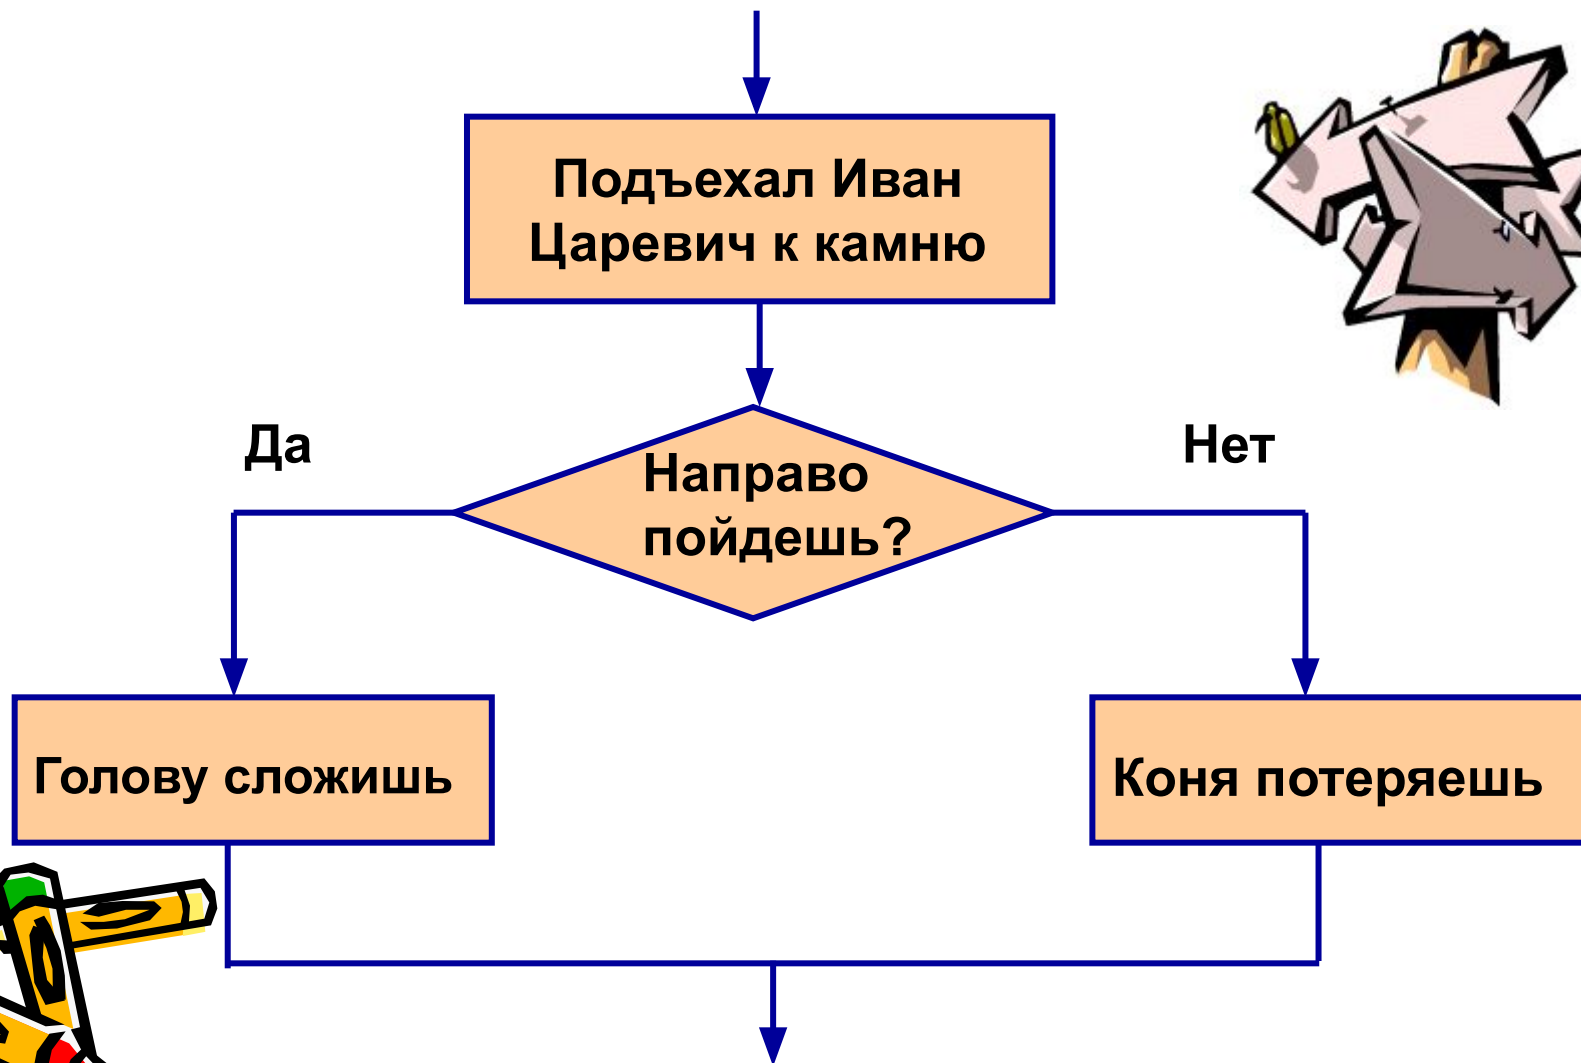 Подъехал Иван
Царевич к камню
Да
Нет
Направо
пойдешь?
Голову сложишь
Коня потеряешь